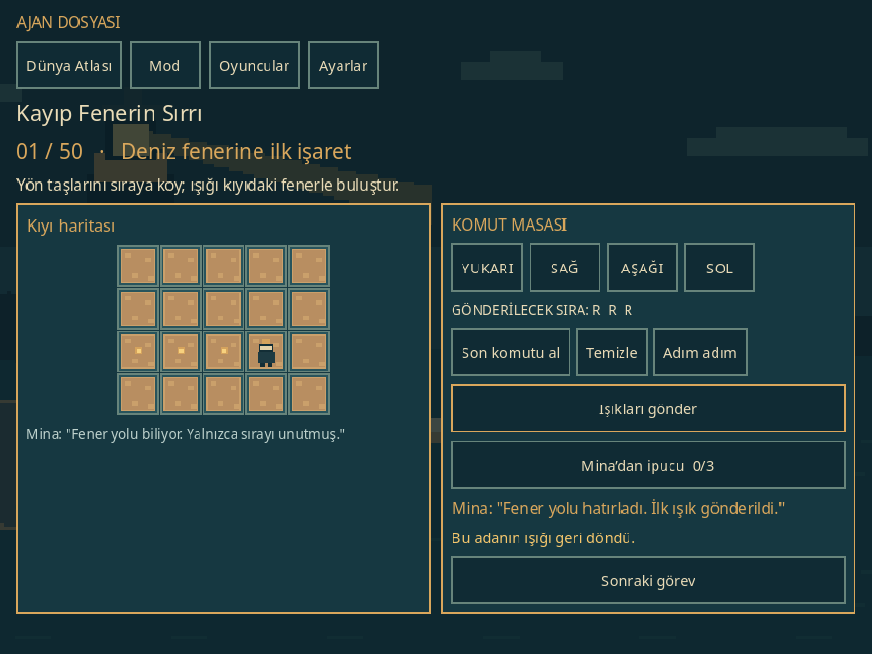 AJAN DOSYASI
Dünya Atlası Mod Oyuncular Ayarlar
Kayıp Fenerin Sırrı
01 / 50 · Deniz fenerine ilk işaret
Yön taşlarını sıraya koy; ışığı kıyıdaki fenerle buluştur.
Kıyı haritası
Mina: "Fener yolu biliyor. Yalnızca sırayı unutmuş."
KOMUT MASASI
YUKARI SAĞ AŞAĞI SOL
GÖNDERİLECEK SIRA: R R R
Son komutu al Temizle Adım adım
Işıkları gönder
Mina'dan ipucu 0/3
Mina: "Fener yolu hatırladı. İlk ışık gönderildi."
Bu adanın ışığı geri döndü.
Sonraki görev